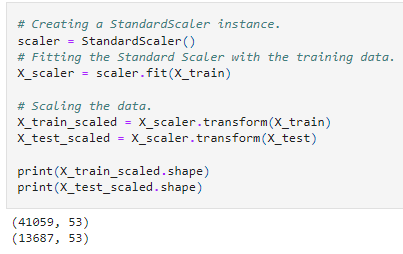 # Creating a StandardScaler instance.
scaler = StandardScaler()
# Fitting the Standard Scaler with the training data.
X_scaler = scaler.fit(X_train)

# Scaling the data.
X_train_scaled = X_scaler.transform(X_train)
X_test_scaled = X_scaler.transform(X_test)

print(X_train_scaled.shape)
print(X_test_scaled.shape)

(41059, 53)
(13687, 53)